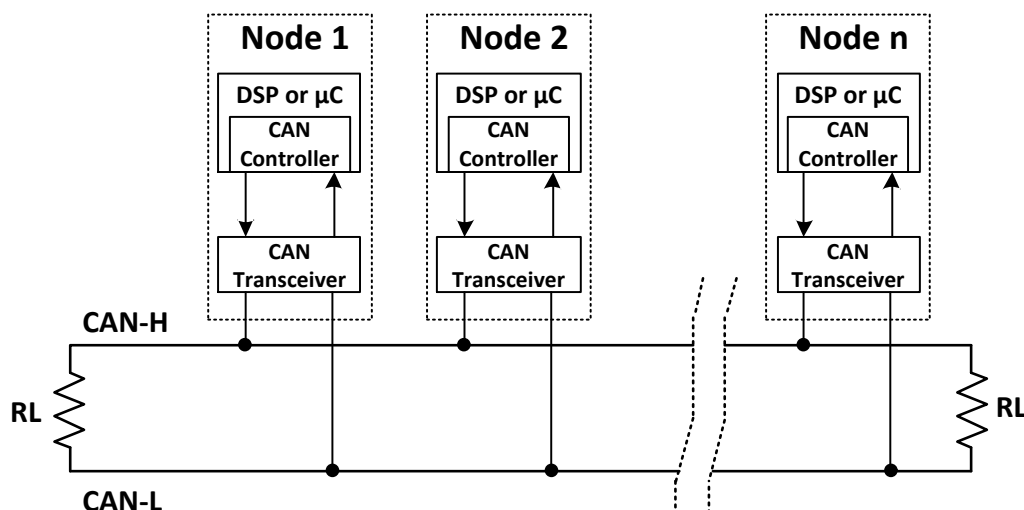 Node 1
DSP or µC
CAN
Controller
CAN
Transceiver
Node 2
DSP or µC
CAN
Controller
CAN
Transceiver
Node n
DSP or µC
CAN
Controller
CAN
Transceiver
CAN-H
RL
RL
CAN-L